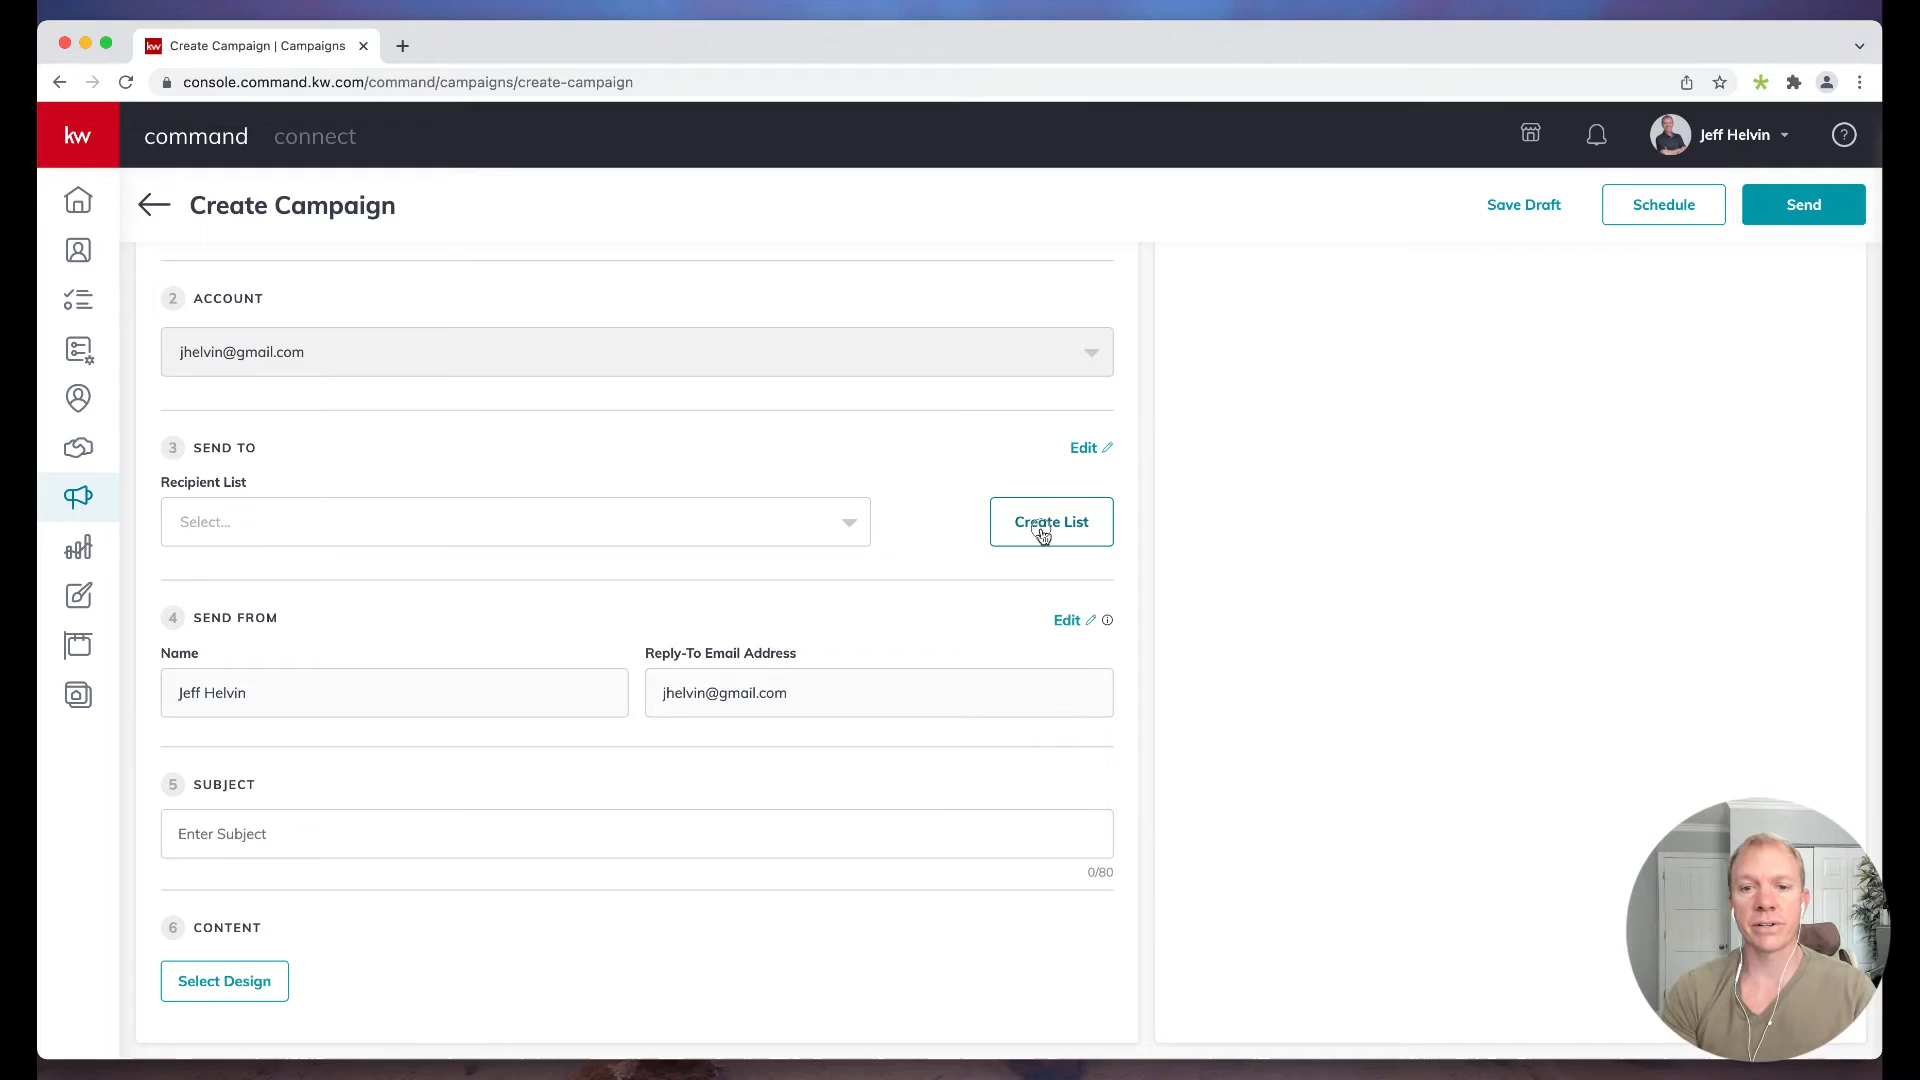 kw Create Campaign | Campaigns
console.command.kw.com/command/campaigns/create-campaign
kw command connect Jeff Helvin ?
Create Campaign Save Draft Schedule Send
2 ACCOUNT
jhelvin@gmail.com
3 SEND TO Edit
Recipient List
Select... Create List
4 SEND FROM Edit
Name Reply-To Email Address
Jeff Helvin jhelvin@gmail.com
5 SUBJECT
Enter Subject
0/80
6 CONTENT
Select Design